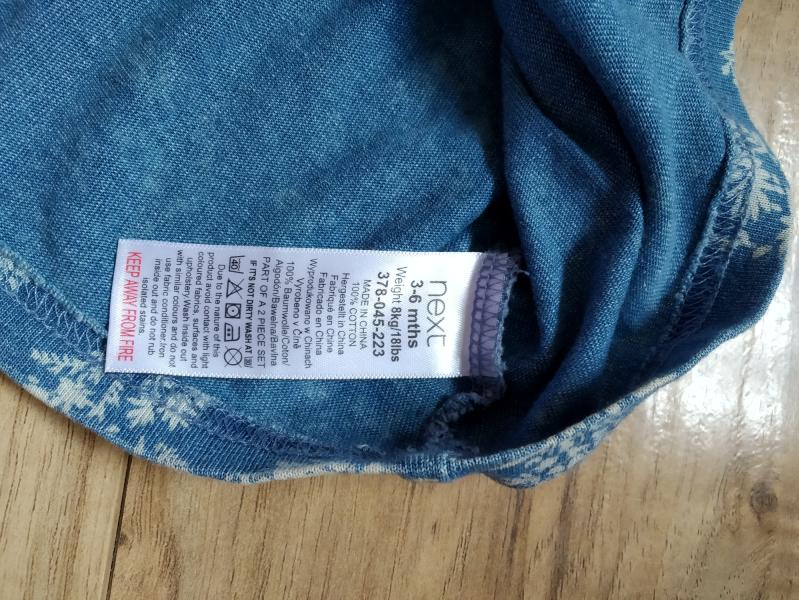 next
3-6 mths
Weight 8kg/18lbs
378-045-223
MADE IN CHINA
100% COTTON
Hergestellt in China
Fabriqué en Chine
Fabricado en China
Wyprodukowano w Chinach
Vyrobeno v Číně
100% Baumwolle/Coton/
Algodón/Bawełna/Bavlna
PART OF A 2 PIECE SET
IF IT'S NOT DIRTY WASH AT 30
40
Due to the nature of this
product avoid contact with light
coloured fabrics, surfaces and
upholstery.Wash inside out
with similar colours and do not
use fabric conditioner.Iron
inside out and do not rub
isolated stains.
KEEP AWAY FROM FIRE